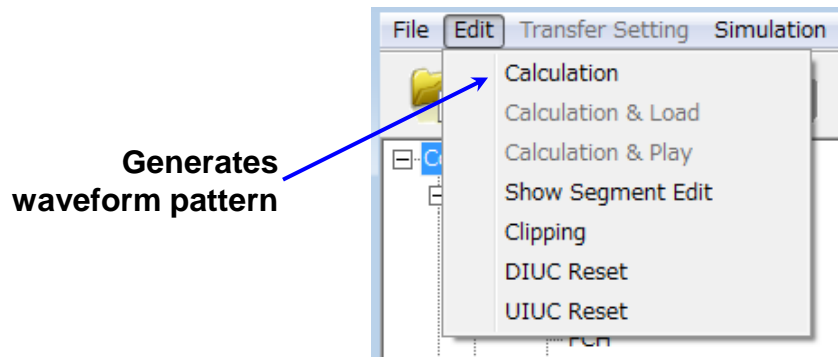 File Edit Transfer Setting Simulation
Calculation
Calculation & Load
Calculation & Play
Show Segment Edit
Clipping
DIUC Reset
UIUC Reset
FCH
Generates
waveform pattern